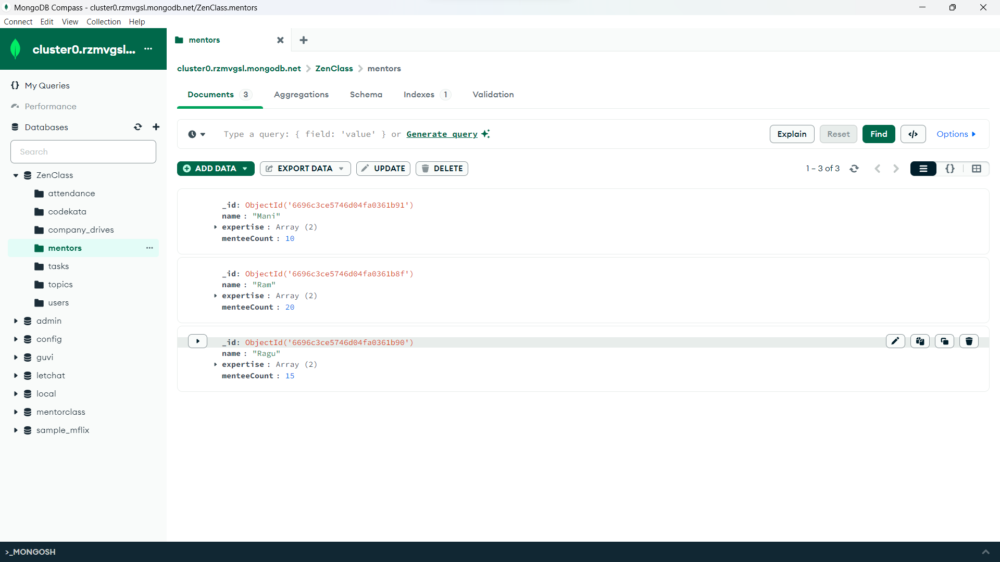 MongoDB Compass - cluster0.rzmvgsl.mongodb.net/ZenClass.mentors
Connect Edit View Collection Help
cluster0.rzmvgsl...
mentors
cluster0.rzmvgsl.mongodb.net > ZenClass > mentors
My Queries
Performance
Databases
Search
ZenClass
attendance
codekata
company_drives
mentors
tasks
topics
users
admin
config
guvi
letchat
local
mentorclass
sample_mflix
Documents 3 Aggregations Schema Indexes 1 Validation
Type a query: { field: 'value' } or Generate query
Explain Reset Find </> Options
ADD DATA EXPORT DATA UPDATE DELETE
1 – 3 of 3 {}
_id: ObjectId('6696c3ce5746d04fa0361b91')
name : "Mani"
expertise : Array (2)
menteeCount : 10
_id: ObjectId('6696c3ce5746d04fa0361b8f')
name : "Ram"
expertise : Array (2)
menteeCount : 20
_id: ObjectId('6696c3ce5746d04fa0361b90')
name : "Ragu"
expertise : Array (2)
menteeCount : 15
>_MONGOSH